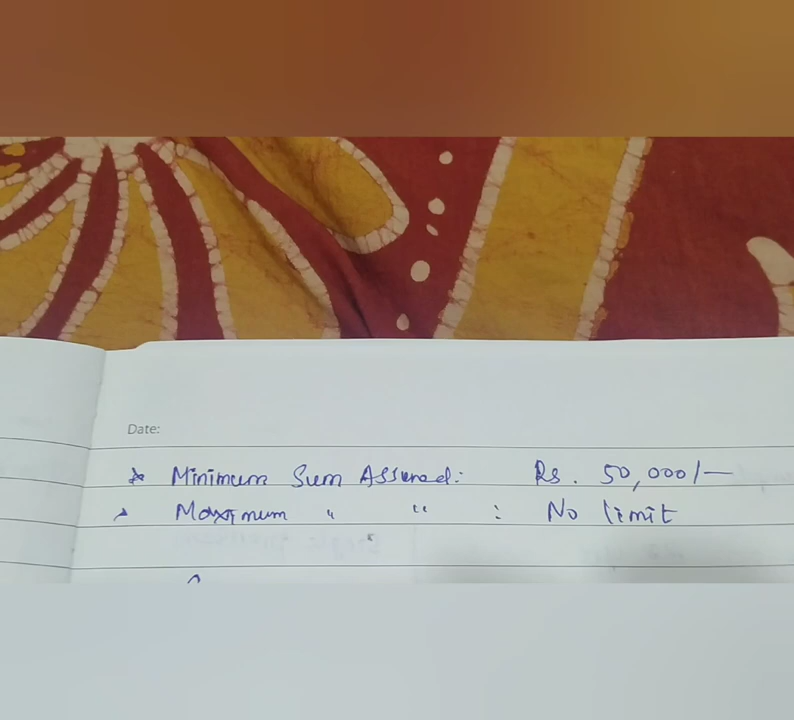 Date:
* Minimum Sum Assured: Rs. 50,000/-
* Maximum " " : No limit